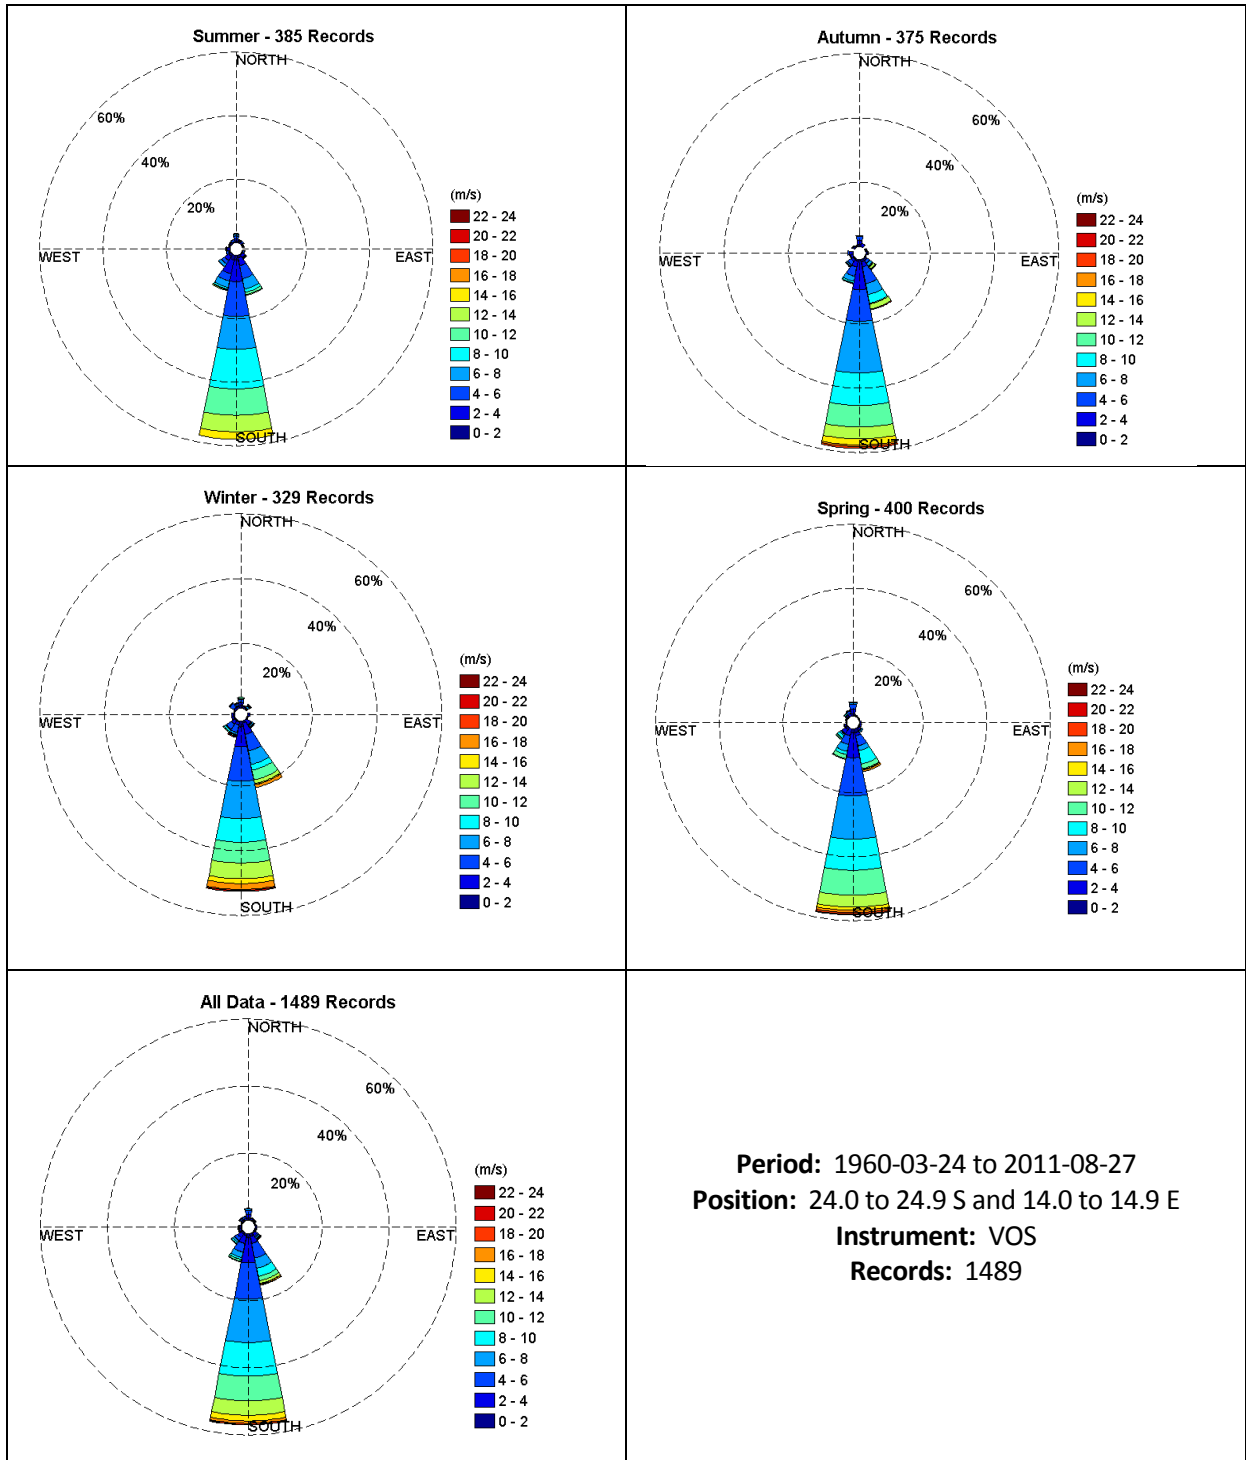 Summer - 385 Records
NORTH
60%
40%
20%
WEST
EAST
SOUTH
(m/s)
22 - 24
20 - 22
18 - 20
16 - 18
14 - 16
12 - 14
10 - 12
8 - 10
6 - 8
4 - 6
2 - 4
0 - 2
Autumn - 375 Records
NORTH
60%
40%
20%
WEST
EAST
SOUTH
(m/s)
22 - 24
20 - 22
18 - 20
16 - 18
14 - 16
12 - 14
10 - 12
8 - 10
6 - 8
4 - 6
2 - 4
0 - 2
Winter - 329 Records
NORTH
60%
40%
20%
WEST
EAST
SOUTH
(m/s)
22 - 24
20 - 22
18 - 20
16 - 18
14 - 16
12 - 14
10 - 12
8 - 10
6 - 8
4 - 6
2 - 4
0 - 2
Spring - 400 Records
NORTH
60%
40%
20%
WEST
EAST
SOUTH
(m/s)
22 - 24
20 - 22
18 - 20
16 - 18
14 - 16
12 - 14
10 - 12
8 - 10
6 - 8
4 - 6
2 - 4
0 - 2
All Data - 1489 Records
NORTH
60%
40%
20%
WEST
EAST
SOUTH
(m/s)
22 - 24
20 - 22
18 - 20
16 - 18
14 - 16
12 - 14
10 - 12
8 - 10
6 - 8
4 - 6
2 - 4
0 - 2
Period: 1960-03-24 to 2011-08-27
Position: 24.0 to 24.9 S and 14.0 to 14.9 E
Instrument: VOS
Records: 1489